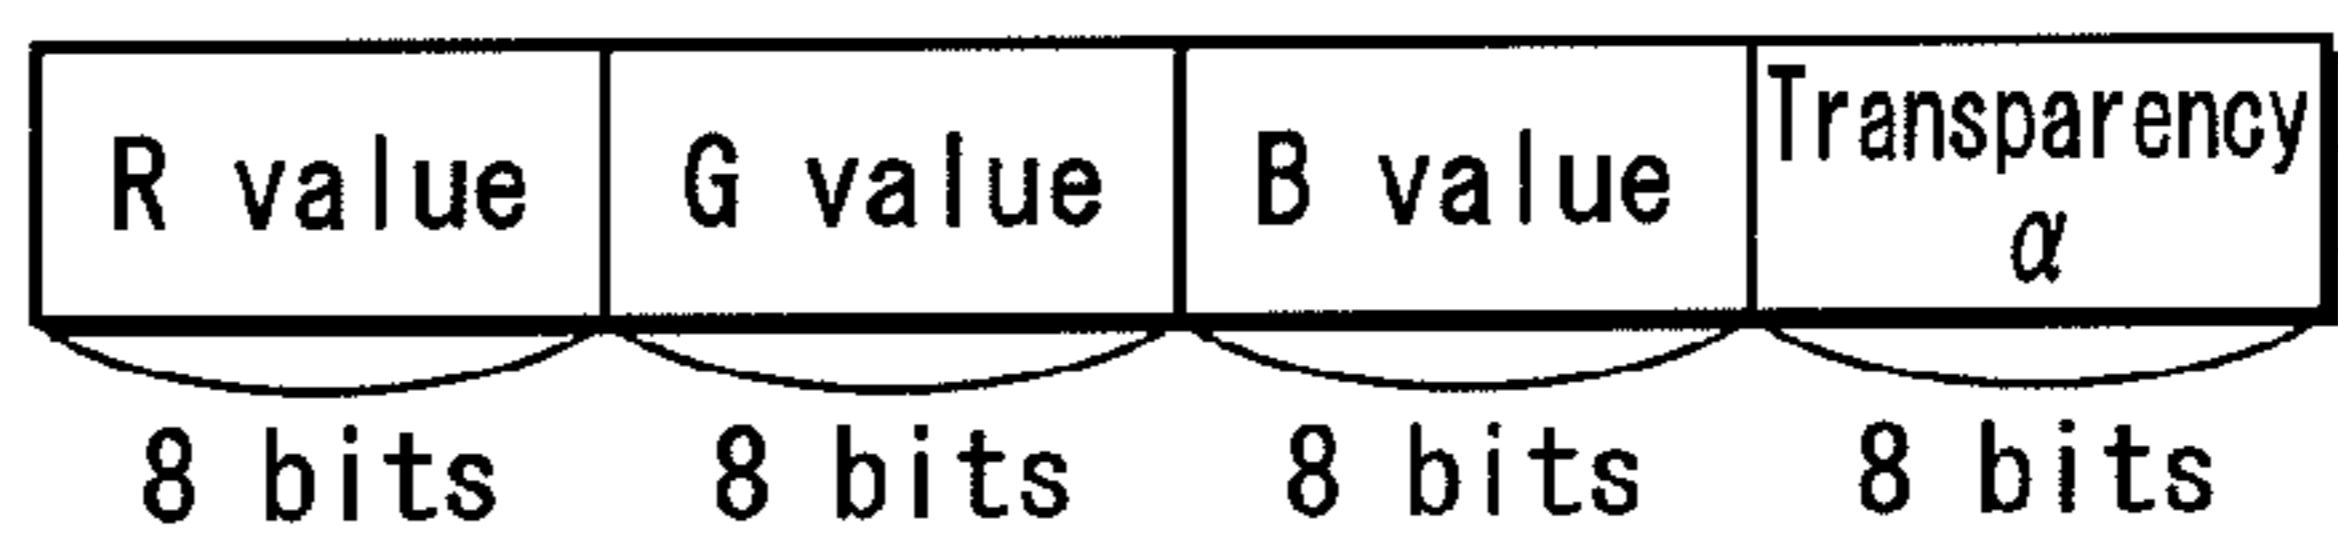 R value G value B value Transparency
α
8 bits 8 bits 8 bits 8 bits